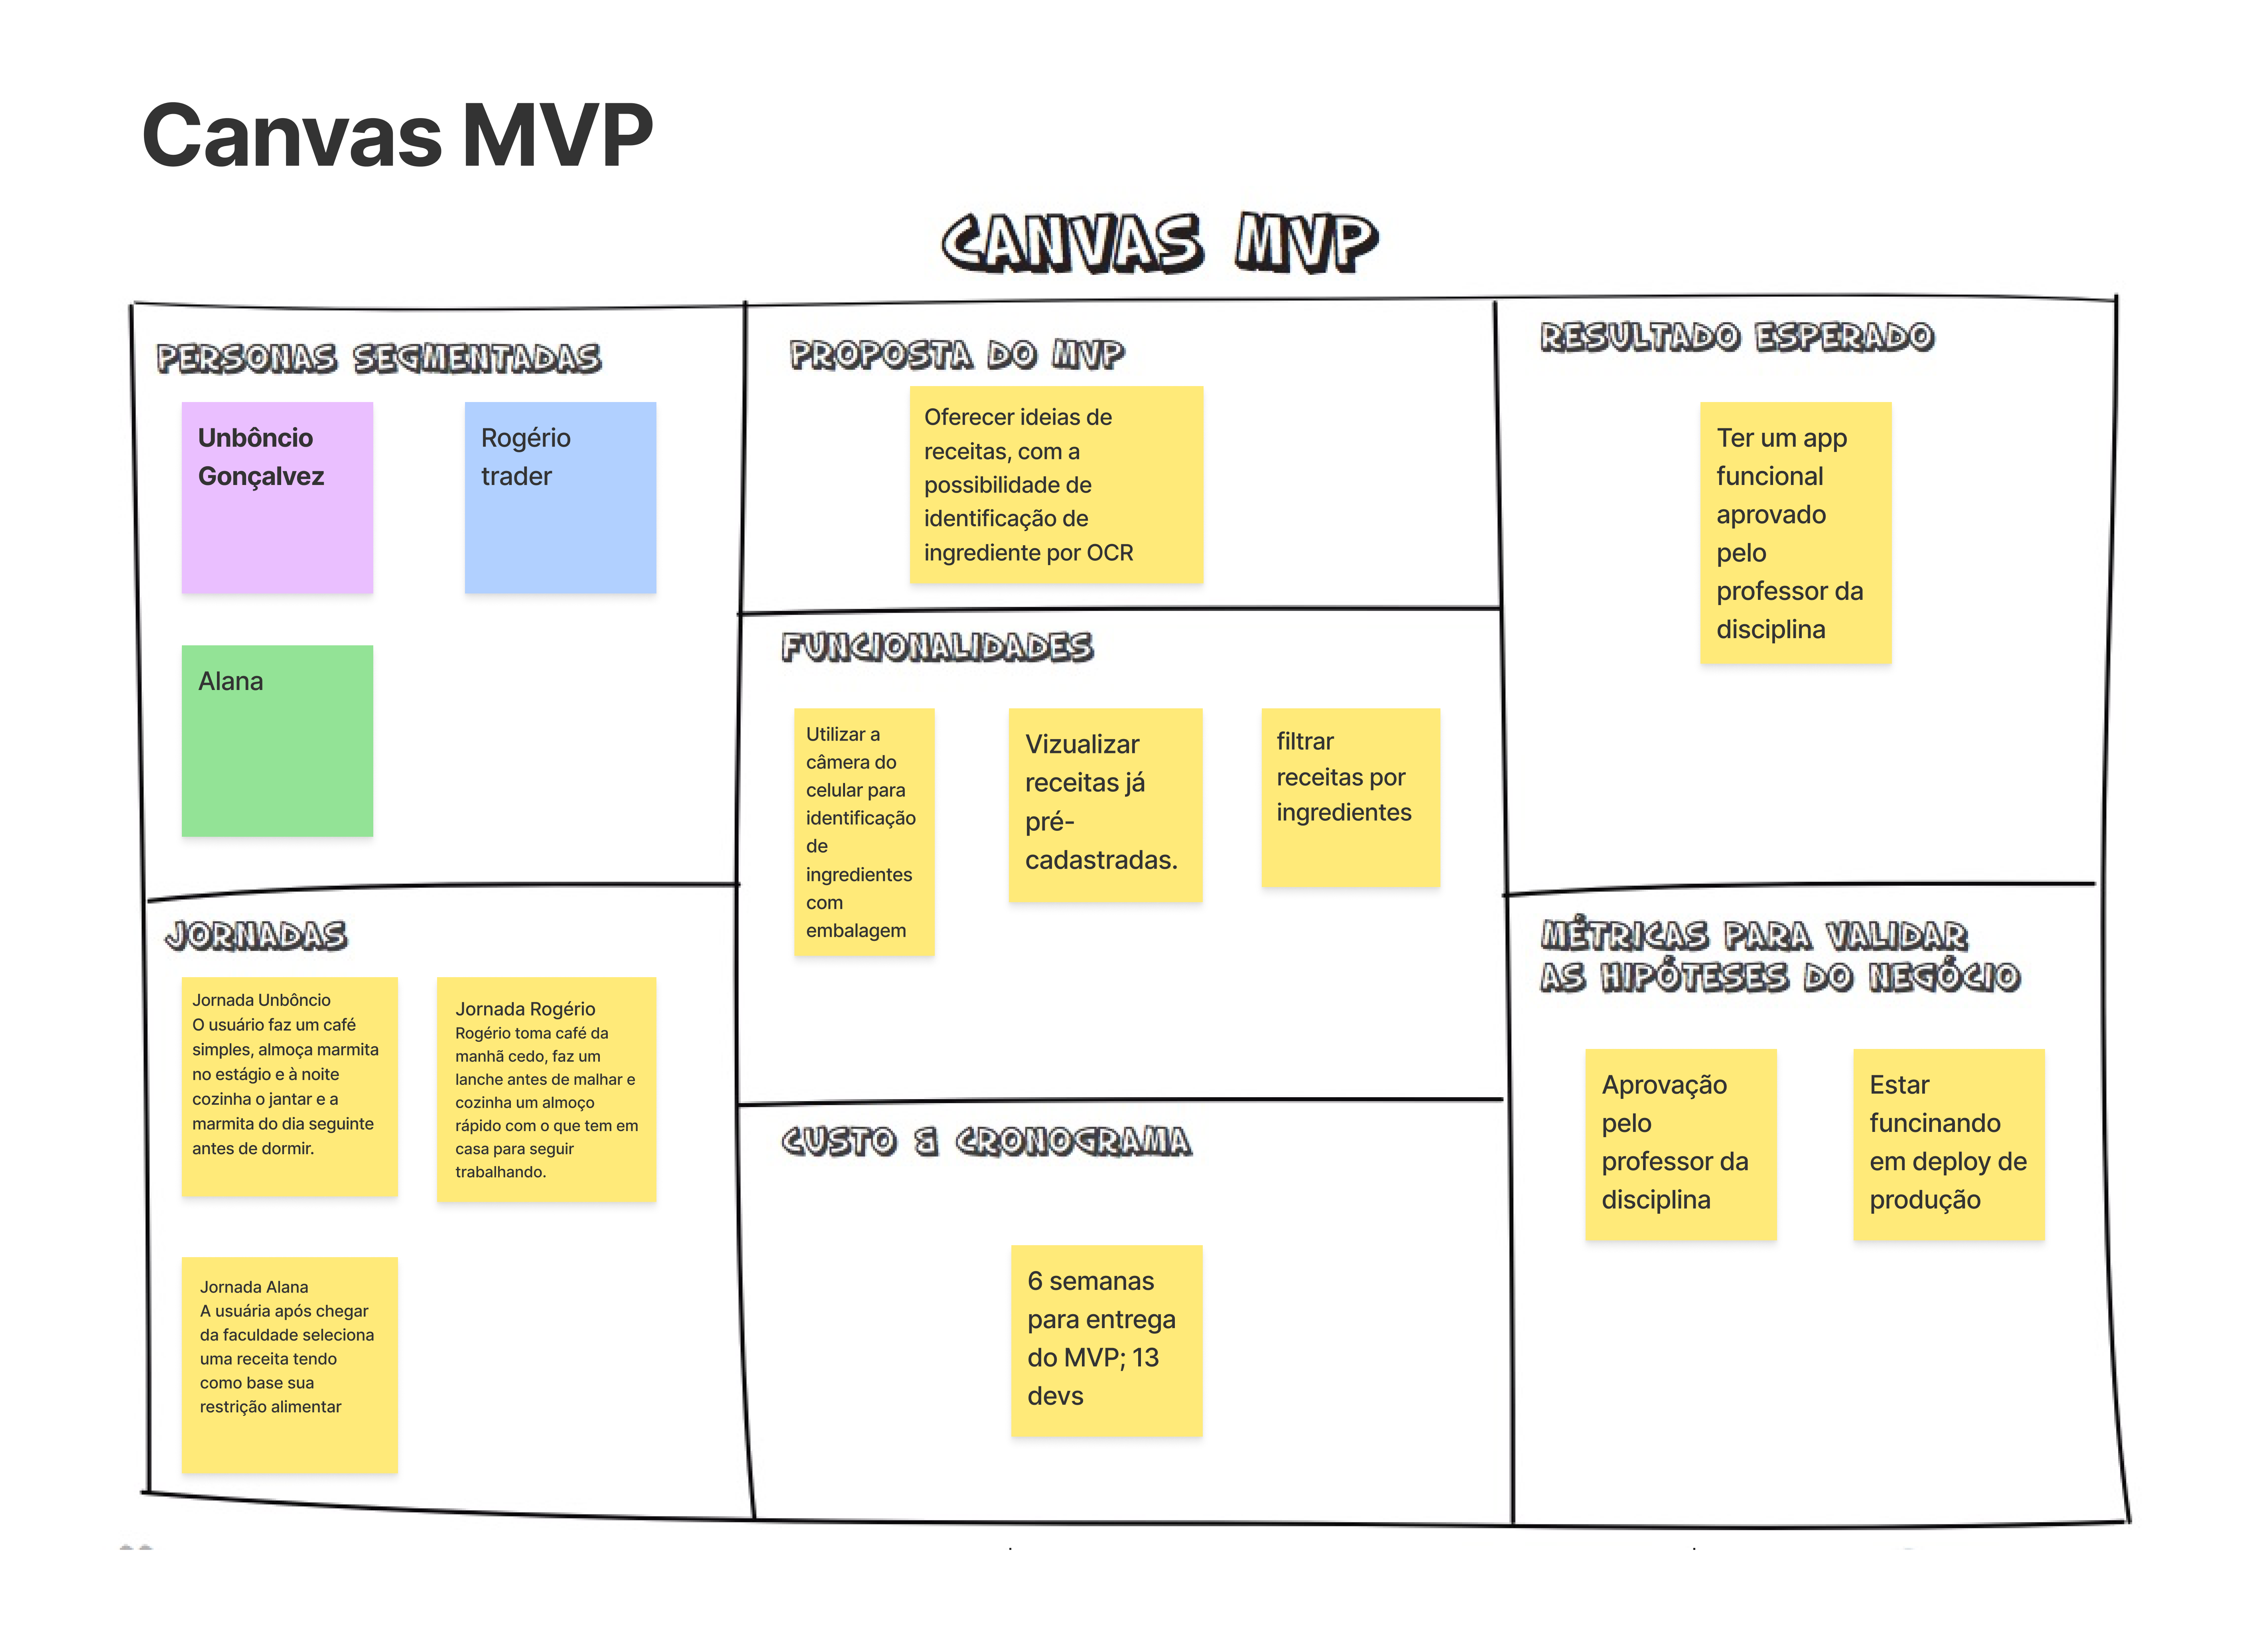 Canvas MVP
CANVAS MVP
PERSONAS SEGMENTADAS
Unbôncio
Gonçalvez
Rogério
trader
Alana
JORNADAS
Jornada Unbôncio
O usuário faz um café
simples, almoça marmita
no estágio e à noite
cozinha o jantar e a
marmita do dia seguinte
antes de dormir.
Jornada Rogério
Rogério toma café da
manhã cedo, faz um
lanche antes de malhar e
cozinha um almoço
rápido com o que tem em
casa para seguir
trabalhando.
Jornada Alana
A usuária após chegar
da faculdade seleciona
uma receita tendo
como base sua
restrição alimentar
PROPOSTA DO MVP
Oferecer ideias de
receitas, com a
possibilidade de
identificação de
ingrediente por OCR
FUNCIONALIDADES
Utilizar a
câmera do
celular para
identificação
de
ingredientes
com
embalagem
Vizualizar
receitas já
pré-
cadastradas.
filtrar
receitas por
ingredientes
CUSTO & CRONOGRAMA
6 semanas
para entrega
do MVP; 13
devs
RESULTADO ESPERADO
Ter um app
funcional
aprovado
pelo
professor da
disciplina
MÉTRICAS PARA VALIDAR
AS HIPÓTESES DO NEGÓCIO
Aprovação
pelo
professor da
disciplina
Estar
funcinando
em deploy de
produção